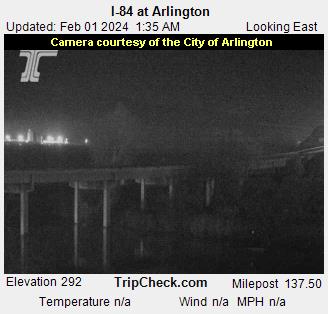 I-84 at Arlington
Updated: Feb 01 2024 1:35 AM Looking East
Camera courtesy of the City of Arlington
Elevation 292 TripCheck.com Milepost 137.50
Temperature n/a Wind n/a MPH n/a